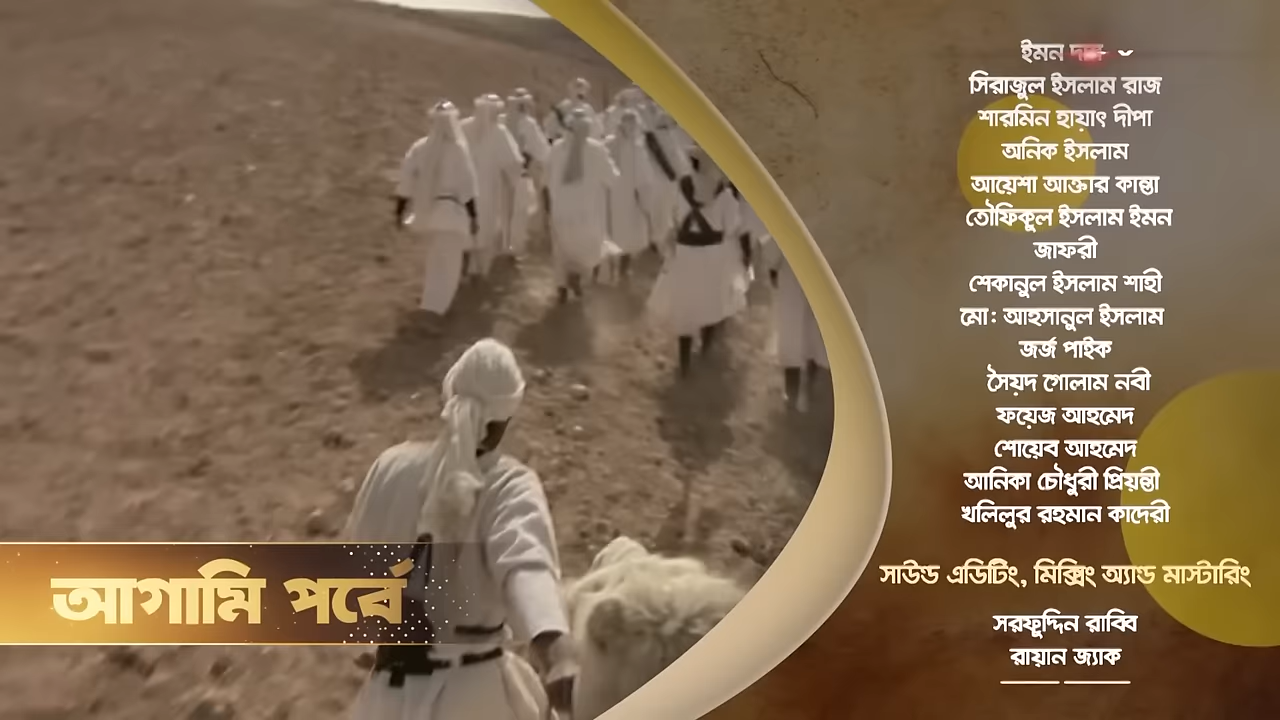 ইমন
সিরাজুল ইসলাম রাজ
শারমিন হায়াৎ দীপা
অনিক ইসলাম
আয়েশা আক্তার কান্তা
তৌফিকুল ইসলাম ইমন
জাফরী
শেকানুল ইসলাম শাহী
মো: আহসানুল ইসলাম
জর্জ পাইক
সৈয়দ গোলাম নবী
ফয়েজ আহমেদ
শোয়েব আহমেদ
আনিকা চৌধুরী প্রিয়ন্তী
খলিলুর রহমান কাদেরী
সাউন্ড এডিটিং, মিক্সিং অ্যান্ড মাস্টারিং
সরফুদ্দিন রাব্বি
রায়ান জ্যাক
আগামি পর্বে